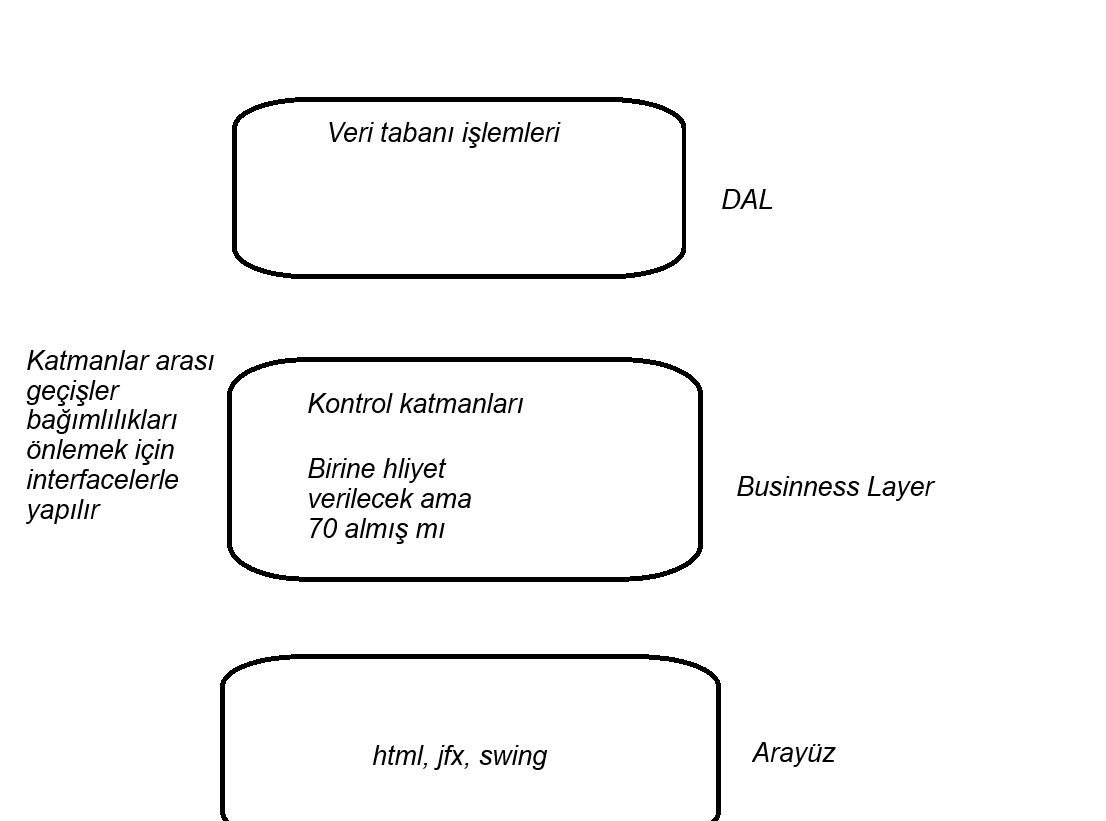 Veri tabanı işlemleri
DAL
Katmanlar arası
geçişler
bağımlılıkları
önlemek için
interfacelerle
yapılır
Kontrol katmanları
Birine hliyet
verilecek ama
70 almış mı
Businness Layer
html, jfx, swing
Arayüz